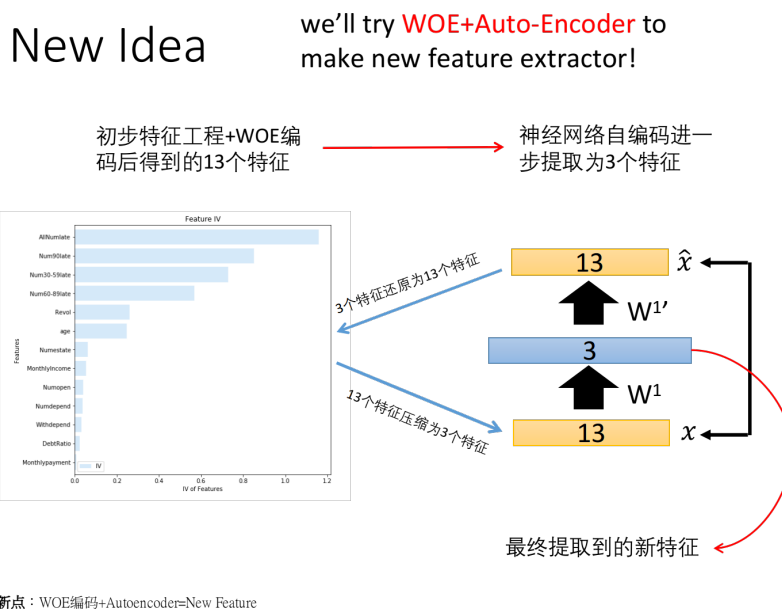 New Idea
we'll try WOE+Auto-Encoder to
make new feature extractor!
初步特征工程+WOE编
码后得到的13个特征
神经网络自编码进一
步提取为3个特征
Feature IV
Features
AllNumlate
Num90late
Num30-59late
Num60-89late
Revol
age
Numestate
MonthlyIncome
Numopen
Numdepend
Withdepend
DebtRatio
Monthlypayment
IV
0.0 0.2 0.4 0.6 0.8 1.0 1.2
IV of Features
3个特征还原为13个特征
13个特征压缩为3个特征
13 x̂
W1'
3
W1
13 x
最终提取到的新特征
新点：WOE编码+Autoencoder=New Feature